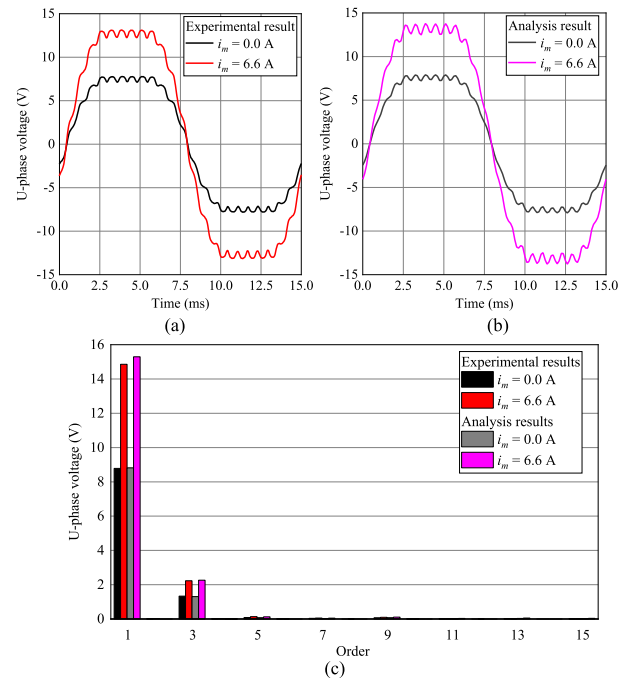 Experimental result
i_m = 0.0 A
i_m = 6.6 A
U-phase voltage (V)
15
10
5
0
-5
-10
-15
0.0 2.5 5.0 7.5 10.0 12.5 15.0
Time (ms)
(a)
Analysis result
i_m = 0.0 A
i_m = 6.6 A
U-phase voltage (V)
15
10
5
0
-5
-10
-15
0.0 2.5 5.0 7.5 10.0 12.5 15.0
Time (ms)
(b)
Experimental results
i_m = 0.0 A
i_m = 6.6 A
Analysis results
i_m = 0.0 A
i_m = 6.6 A
U-phase voltage (V)
16
14
12
10
8
6
4
2
0
1 3 5 7 9 11 13 15
Order
(c)